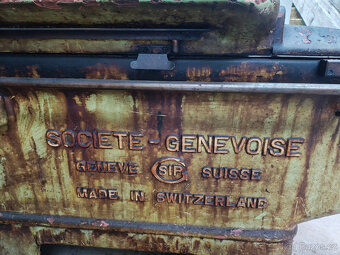 SOCIETE-GENEVOISE
GENEVE SIP SUISSE
MADE IN SWITZERLAND